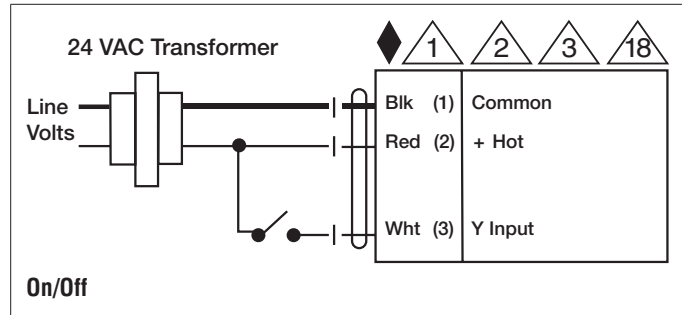 24 VAC Transformer
1 2 3 18
Line
Volts
Blk (1) Common
Red (2) + Hot
Wht (3) Y Input
On/Off